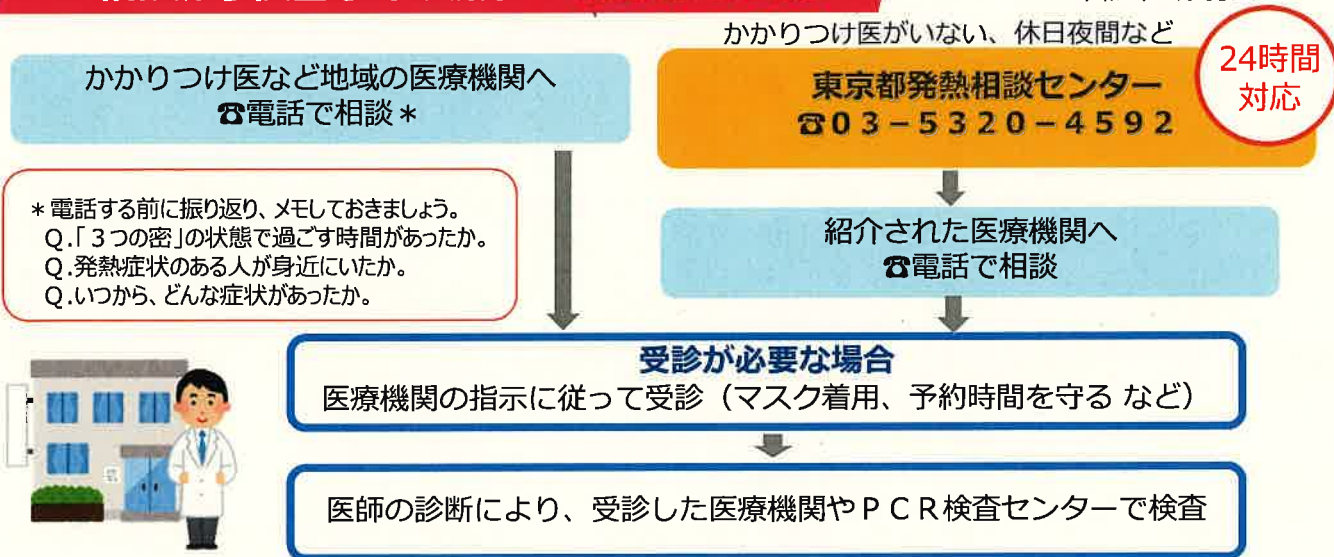 かかりつけ医がいない、休日夜間など
24時間
対応
かかりつけ医など地域の医療機関へ
☎電話で相談＊
東京都発熱相談センター
☎０３－５３２０－４５９２
＊電話する前に振り返り、メモしておきましょう。
Q.「３つの密」の状態で過ごす時間があったか。
Q.発熱症状のある人が身近にいたか。
Q.いつから、どんな症状があったか。
紹介された医療機関へ
☎電話で相談
受診が必要な場合
医療機関の指示に従って受診（マスク着用、予約時間を守る など）
医師の診断により、受診した医療機関やＰＣＲ検査センターで検査